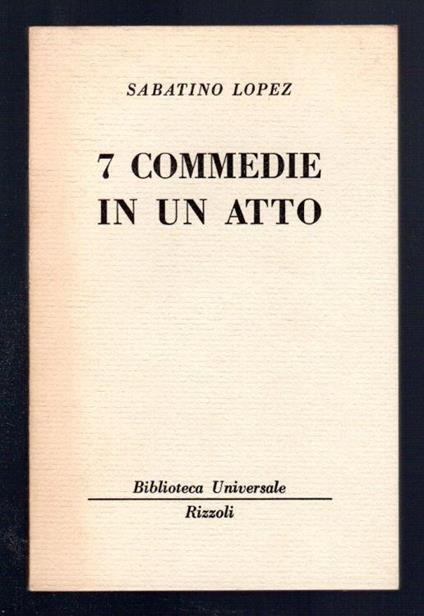 SABATINO LOPEZ
7 COMMEDIE
IN UN ATTO
Biblioteca Universale
Rizzoli